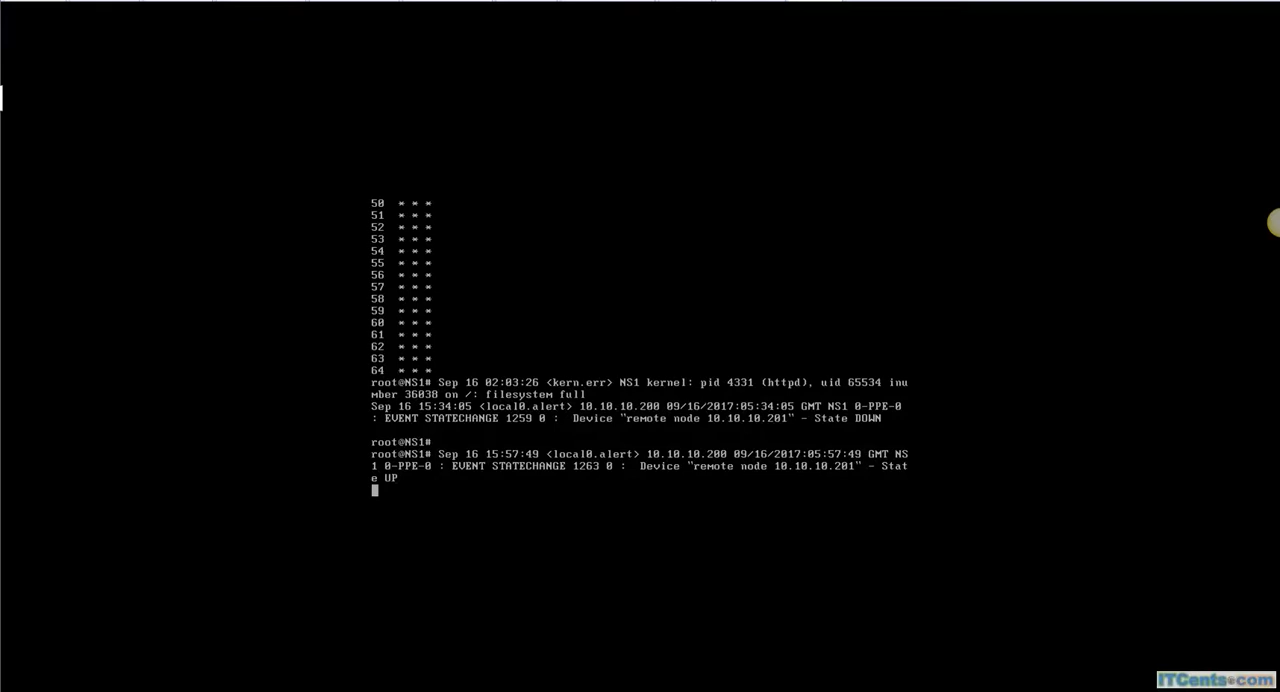 50 * * *
51 * * *
52 * * *
53 * * *
54 * * *
55 * * *
56 * * *
57 * * *
58 * * *
59 * * *
60 * * *
61 * * *
62 * * *
63 * * *
64 * * *
root@NS1# Sep 16 02:03:26 <kern.err> NS1 kernel: pid 4331 (httpd), uid 65534 inu
mber 36038 on /: filesystem full
Sep 16 15:34:05 <local0.alert> 10.10.10.200 09/16/2017:05:34:05 GMT NS1 0-PPE-0
: EVENT STATECHANGE 1259 0 : Device "remote node 10.10.10.201" - State DOWN
root@NS1#
root@NS1# Sep 16 15:57:49 <local0.alert> 10.10.10.200 09/16/2017:05:57:49 GMT NS
1 0-PPE-0 : EVENT STATECHANGE 1263 0 : Device "remote node 10.10.10.201" - Stat
e UP
ITCents.com